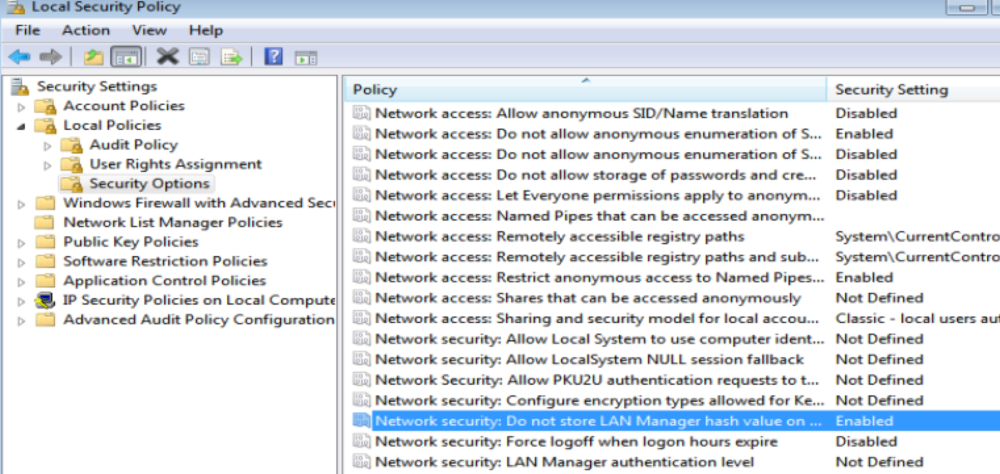 Local Security Policy
File Action View Help
Security Settings
Account Policies
Local Policies
Audit Policy
User Rights Assignment
Security Options
Windows Firewall with Advanced Secu
Network List Manager Policies
Public Key Policies
Software Restriction Policies
Application Control Policies
IP Security Policies on Local Compute
Advanced Audit Policy Configuration
Policy Security Setting
Network access: Allow anonymous SID/Name translation Disabled
Network access: Do not allow anonymous enumeration of S... Enabled
Network access: Do not allow anonymous enumeration of S... Disabled
Network access: Do not allow storage of passwords and cre... Disabled
Network access: Let Everyone permissions apply to anonym... Disabled
Network access: Named Pipes that can be accessed anonym...
Network access: Remotely accessible registry paths System\CurrentContro
Network access: Remotely accessible registry paths and sub... System\CurrentContro
Network access: Restrict anonymous access to Named Pipes... Enabled
Network access: Shares that can be accessed anonymously Not Defined
Network access: Sharing and security model for local accou... Classic - local users aut
Network security: Allow Local System to use computer ident... Not Defined
Network security: Allow LocalSystem NULL session fallback Not Defined
Network Security: Allow PKU2U authentication requests to t... Not Defined
Network security: Configure encryption types allowed for Ke... Not Defined
Network security: Do not store LAN Manager hash value on ... Enabled
Network security: Force logoff when logon hours expire Disabled
Network security: LAN Manager authentication level Not Defined